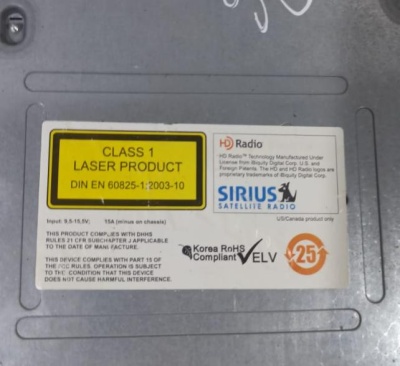 CLASS 1
LASER PRODUCT
DIN EN 60825-1:2003-10
HD Radio
HD Radio™ Technology Manufactured Under
License from iBiquity Digital Corp. U.S. and
Foreign Patents. The HD and HD Radio logos are
proprietary trademarks of iBiquity Digital Corp.
SIRIUS
SATELLITE RADIO
US/Canada product only
Input: 9,5-15,5V; 15A (minus on chassis)
THIS PRODUCT COMPLIES WITH DHHS
RULES 21 CFR SUBCHAPTER J APPLICABLE
TO THE DATE OF MANUFACTURE.
THIS DEVICE COMPLIES WITH PART 15 OF
THE FCC RULES. OPERATION IS SUBJECT
TO THE CONDITION THAT THIS DEVICE
DOES NOT CAUSE HARMFUL INTERFERENCE.
Korea RoHS
Compliant
ELV
25